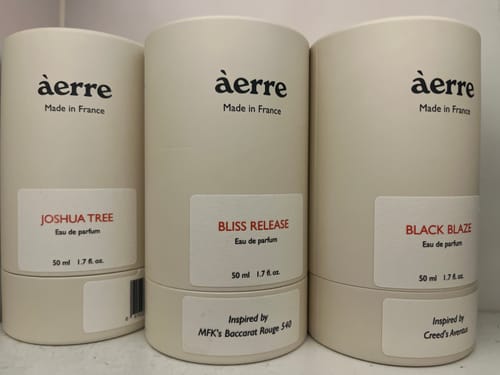 àerre
Made in France
JOSHUA TREE
Eau de parfum
50 ml 1.7 fl. oz.
àerre
Made in France
BLISS RELEASE
Eau de parfum
50 ml 1.7 fl. oz.
Inspired by
MFK's Baccarat Rouge 540
àerre
Made in France
BLACK BLAZE
Eau de parfum
50 ml 1.7 fl. oz.
Inspired by
Creed's Aventus